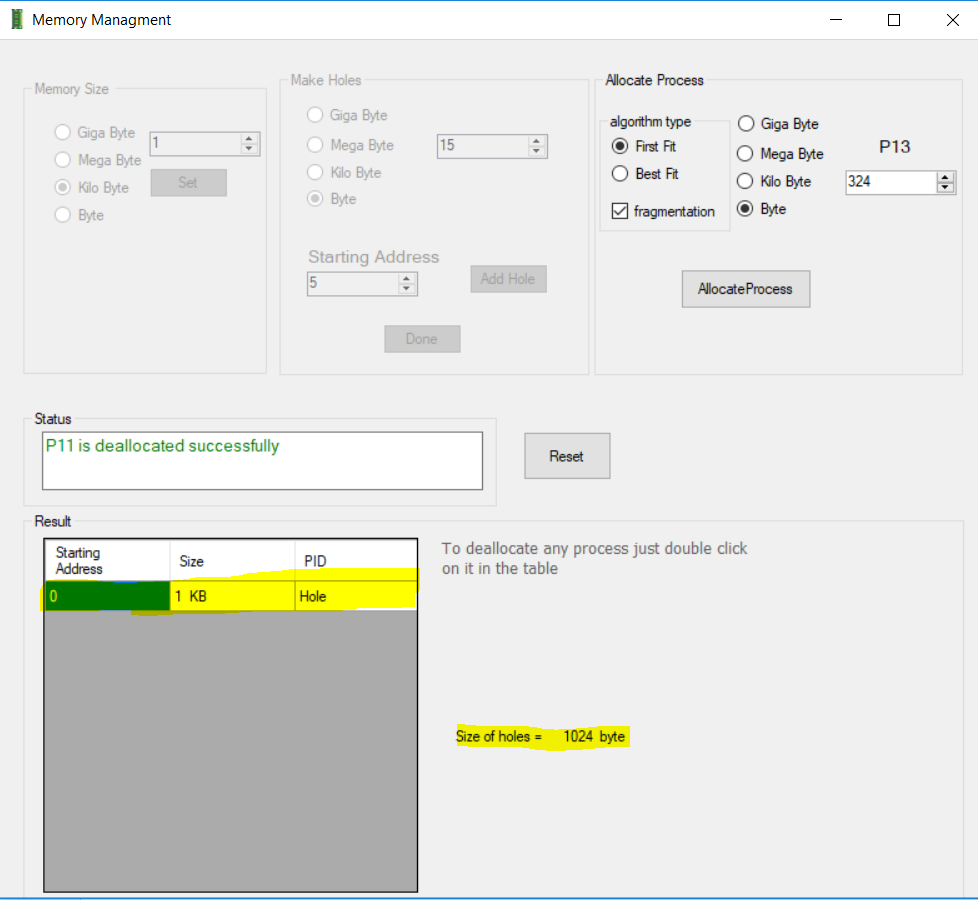 Memory Managment
Memory Size
Giga Byte
Mega Byte
Kilo Byte
Byte
1
Set
Make Holes
Giga Byte
Mega Byte
Kilo Byte
Byte
15
Starting Address
5
Add Hole
Done
Allocate Process
algorithm type
First Fit
Best Fit
fragmentation
Giga Byte
Mega Byte
Kilo Byte
Byte
P13
324
AllocateProcess
Status
P11 is deallocated successfully
Reset
Result
Starting
Address
Size
PID
0
1 KB
Hole
To deallocate any process just double click
on it in the table
Size of holes = 1024 byte